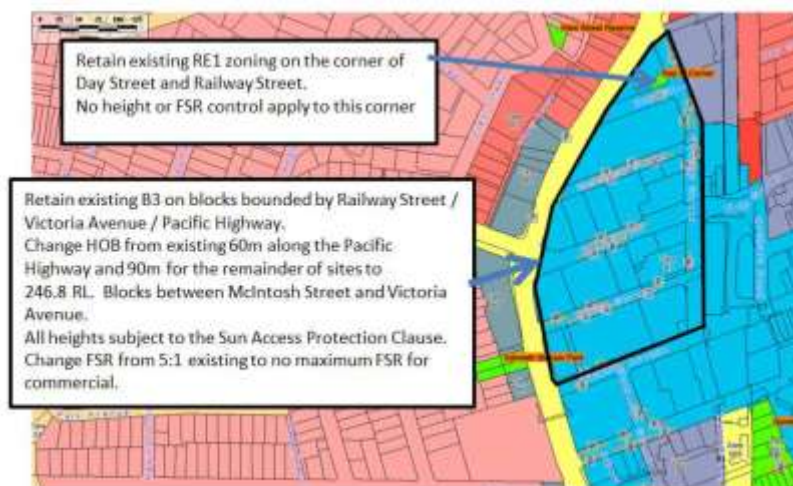 Retain existing RE1 zoning on the corner of
Day Street and Railway Street.
No height or FSR control apply to this corner
Retain existing B3 on blocks bounded by Railway Street /
Victoria Avenue / Pacific Highway.
Change HOB from existing 60m along the Pacific
Highway and 90m for the remainder of sites to
246.8 RL.  Blocks between McIntosh Street and Victoria
Avenue.
All heights subject to the Sun Access Protection Clause.
Change FSR from 5:1 existing to no maximum FSR for
commercial.